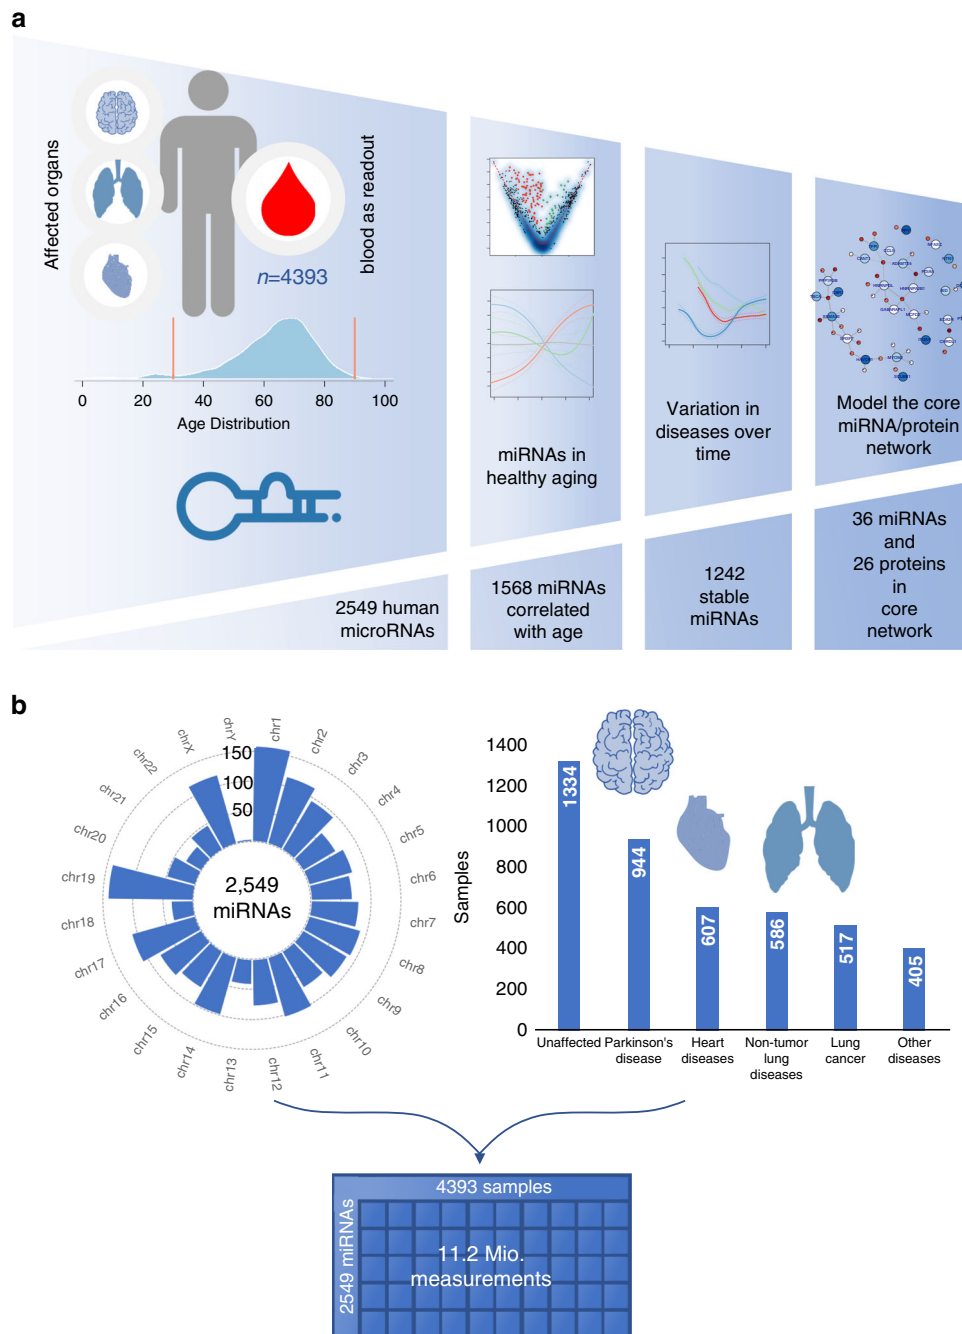 a
Affected organs
blood as readout
n=4393
0 20 40 60 80 100
Age Distribution
miRNAs in
healthy aging
Variation in
diseases over
time
Model the core
miRNA/protein
network
2549 human
microRNAs
1568 miRNAs
correlated
with age
1242
stable
miRNAs
36 miRNAs
and
26 proteins
in
core
network
b
150
100
50
chr1
chr2
chr3
chr4
chr5
chr6
chr7
chr8
chr9
chr10
chr11
chr12
chr13
chr14
chr15
chr16
chr17
chr18
chr19
chr20
chr21
chr22
chrX
chrY
2,549
miRNAs
Samples
1400
1200
1000
800
600
400
200
0
1334
944
607
586
517
405
Unaffected
Parkinson's
disease
Heart
diseases
Non-tumor
lung
diseases
Lung
cancer
Other
diseases
4393 samples
2549 miRNAs
11.2 Mio.
measurements